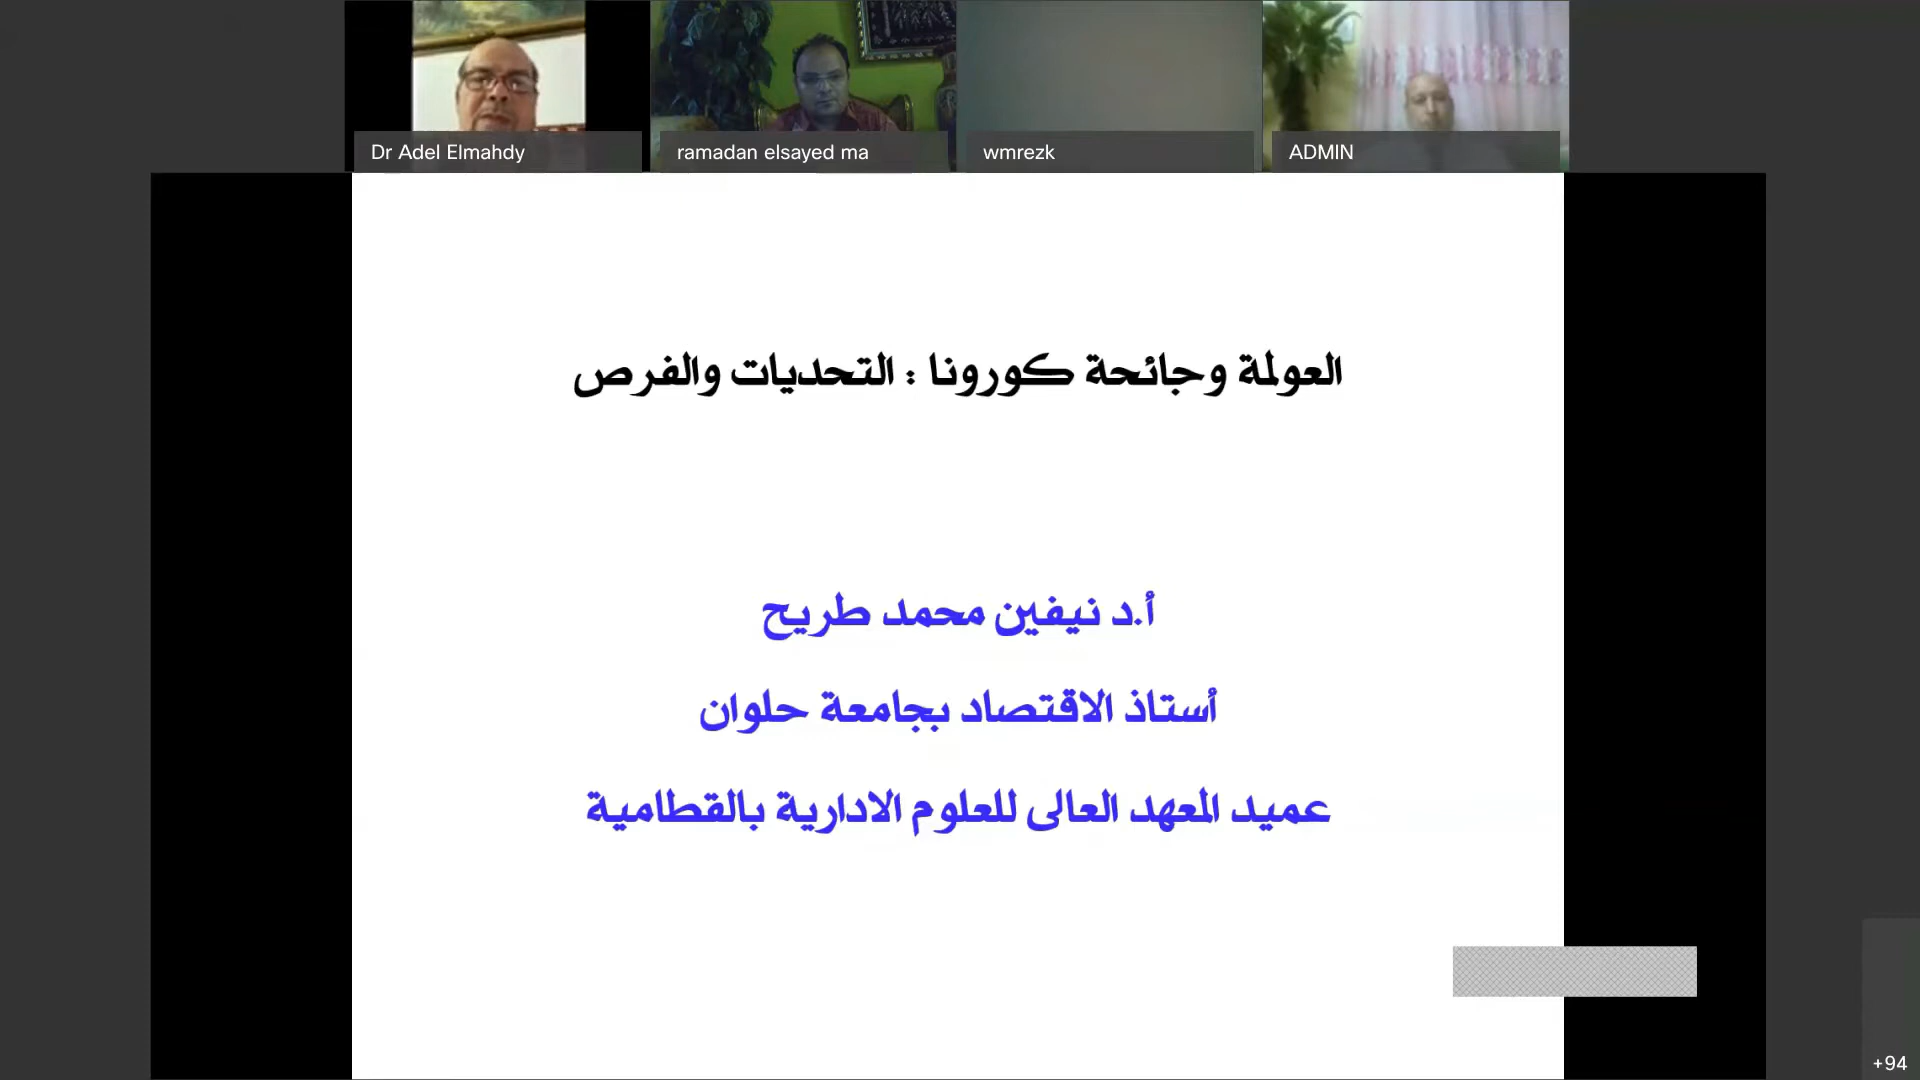 Dr Adel Elmahdy
ramadan elsayed ma
wmrezk
ADMIN
العولمة وجائحة كورونا : التحديات والفرص
أ.د نيفين محمد طريح
أستاذ الاقتصاد بجامعة حلوان
عميد المعهد العالى للعلوم الادارية بالقطامية
+94